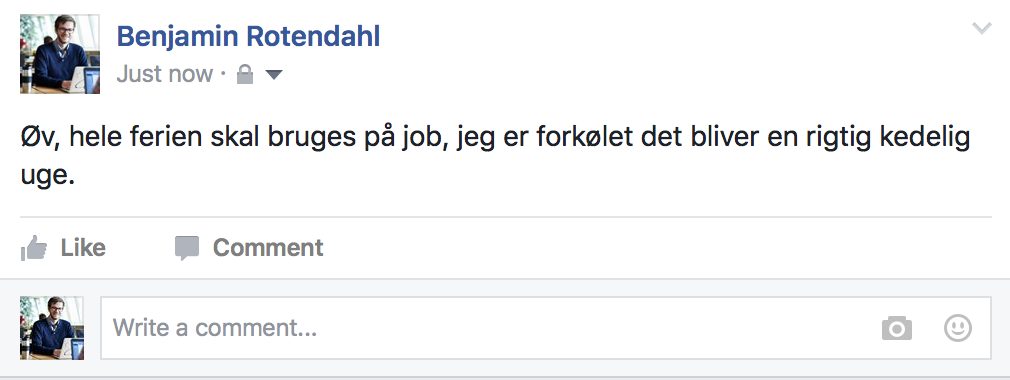 Benjamin Rotendahl
Just now ·
Øv, hele ferien skal bruges på job, jeg er forkølet det bliver en rigtig kedelig
uge.
Like Comment
Write a comment...